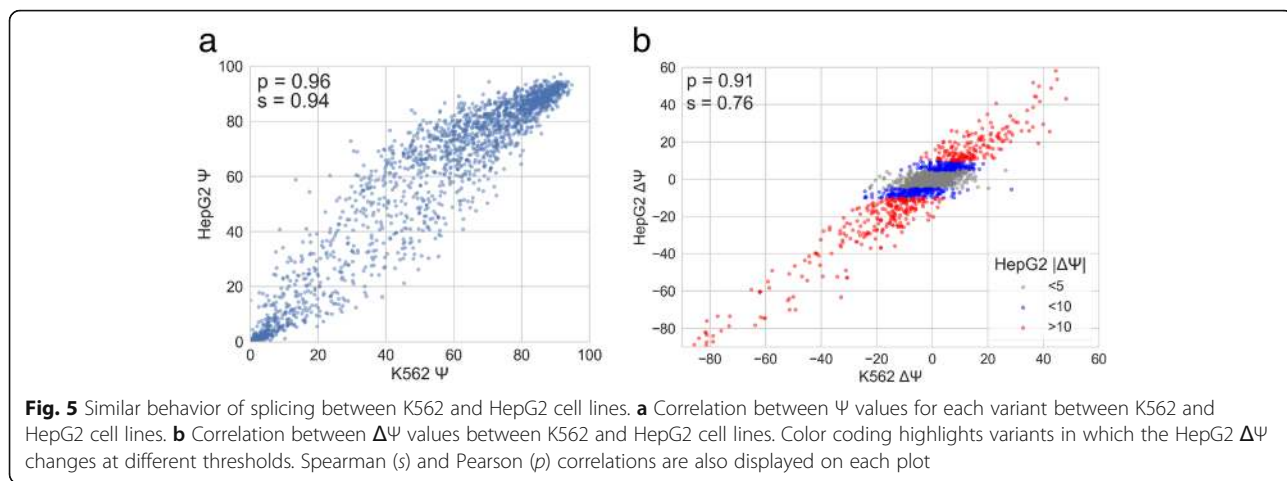 a
p = 0.96
s = 0.94
100
80
60
40
20
0
HepG2 Ψ
0 20 40 60 80 100
K562 Ψ
b
p = 0.91
s = 0.76
60
40
20
0
−20
−40
−60
−80
HepG2 ΔΨ
HepG2 |ΔΨ|
<5
<10
>10
−80 −60 −40 −20 0 20 40 60
K562 ΔΨ
Fig. 5 Similar behavior of splicing between K562 and HepG2 cell lines. a Correlation between Ψ values for each variant between K562 and
HepG2 cell lines. b Correlation between ΔΨ values between K562 and HepG2 cell lines. Color coding highlights variants in which the HepG2 ΔΨ
changes at different thresholds. Spearman (s) and Pearson (p) correlations are also displayed on each plot